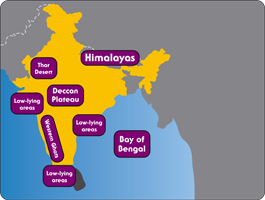 Himalayas
Thar
Desert
Deccan
Plateau
Low-lying
areas
Low-lying
areas
Western Ghats
Bay of
Bengal
Low-lying
areas